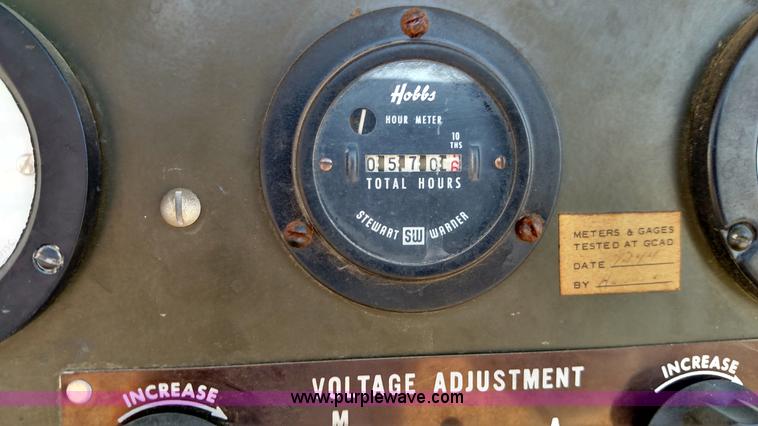 Hobbs
HOUR METER
10
THS
0570
TOTAL HOURS
STEWART SW WARNER
METERS & GAGES
TESTED AT GCAD
DATE
BY
INCREASE
VOLTAGE ADJUSTMENT
INCREASE
www.purplewave.com
M
A